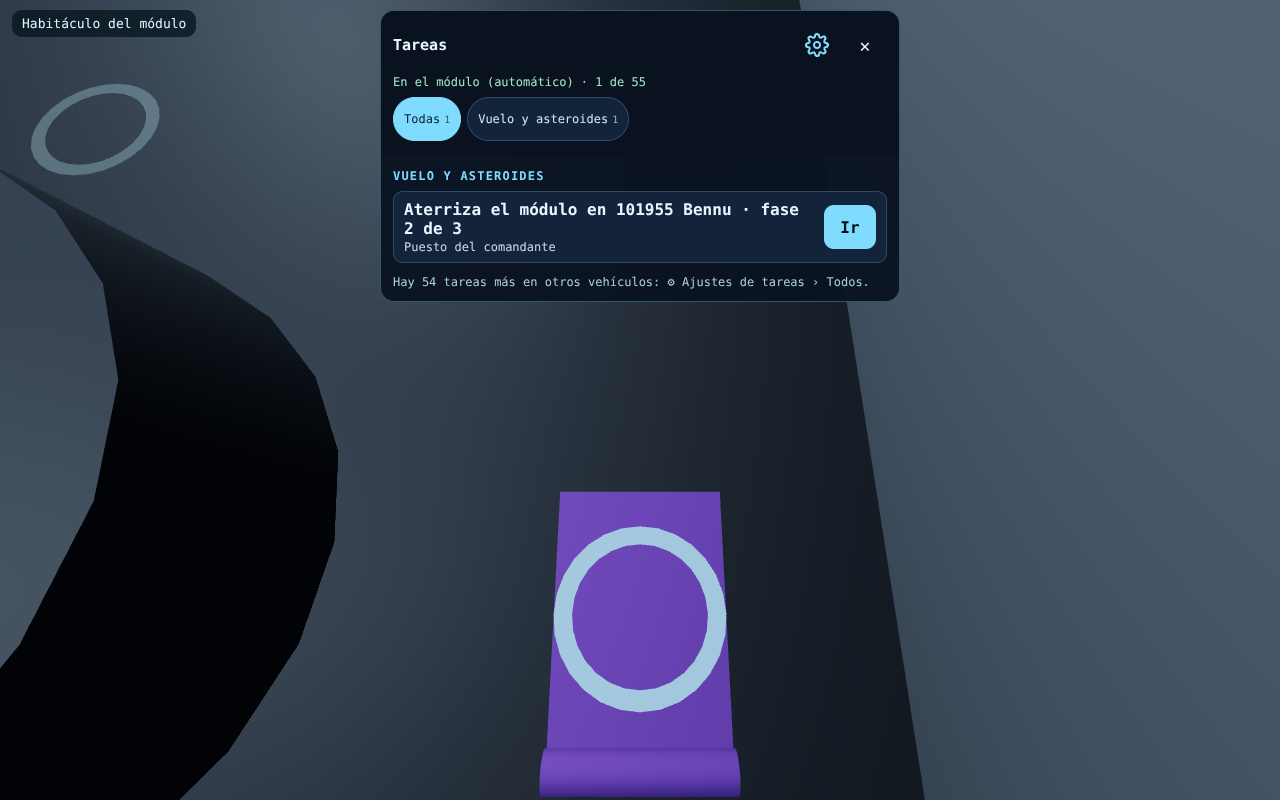 Habitáculo del módulo
Tareas
×
En el módulo (automático) · 1 de 55
Todas 1
Vuelo y asteroides 1
VUELO Y ASTEROIDES
Aterriza el módulo en 101955 Bennu · fase
2 de 3
Puesto del comandante
Ir
Hay 54 tareas más en otros vehículos: ⚙ Ajustes de tareas › Todos.